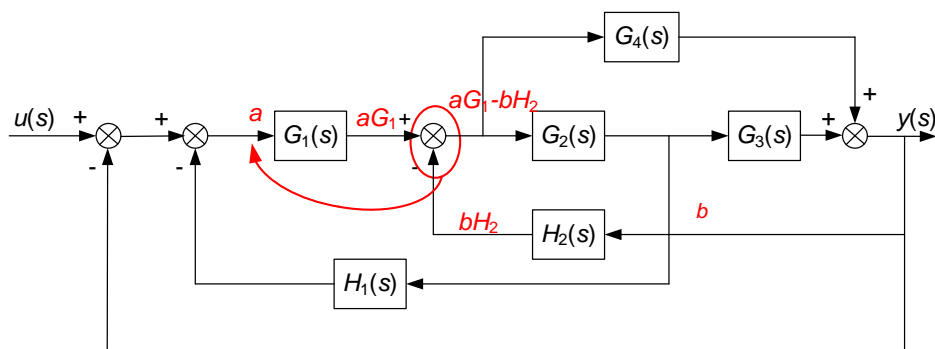 G₄(s)
aG₁-bH₂
u(s) + + a G₁(s) aG₁ + G₂(s) G₃(s) + + y(s)
- - -
bH₂ H₂(s) b
H₁(s)